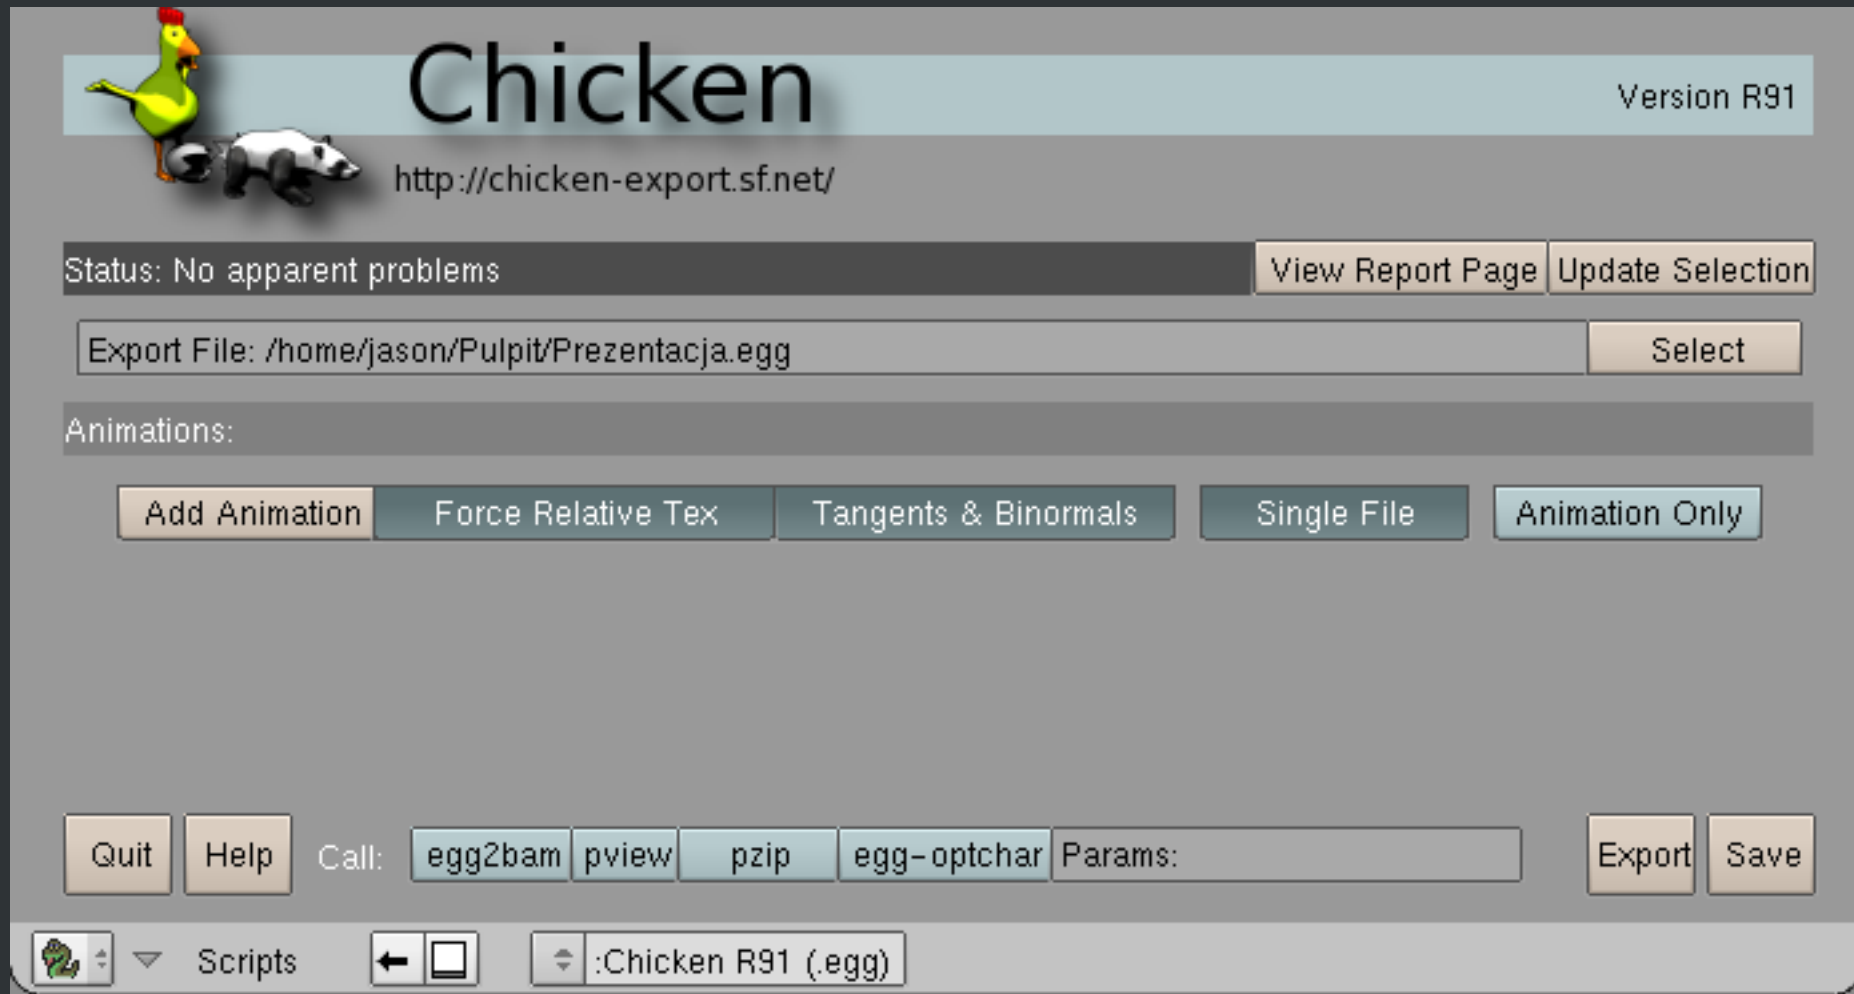 Chicken
Version R91
http://chicken-export.sf.net/
Status: No apparent problems
View Report Page
Update Selection
Export File: /home/jason/Pulpit/Prezentacja.egg
Select
Animations:
Add Animation
Force Relative Tex
Tangents & Binormals
Single File
Animation Only
Quit
Help
Call:
egg2bam
pview
pzip
egg-optchar
Params:
Export
Save
Scripts
:Chicken R91 (.egg)